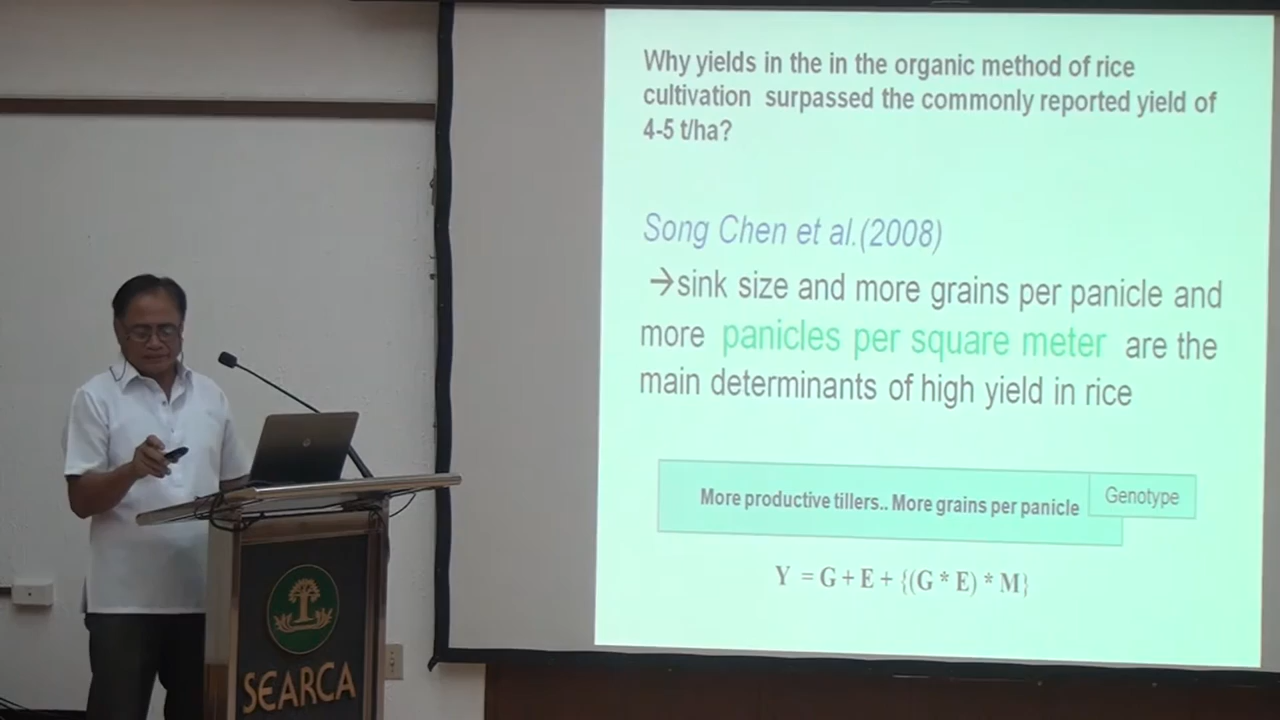 Why yields in the in the organic method of rice
cultivation surpassed the commonly reported yield of
4-5 t/ha?
Song Chen et al.(2008)
→sink size and more grains per panicle and
more panicles per square meter are the
main determinants of high yield in rice
More productive tillers.. More grains per panicle
Genotype
Y = G + E + {(G * E) * M}
SEARCA